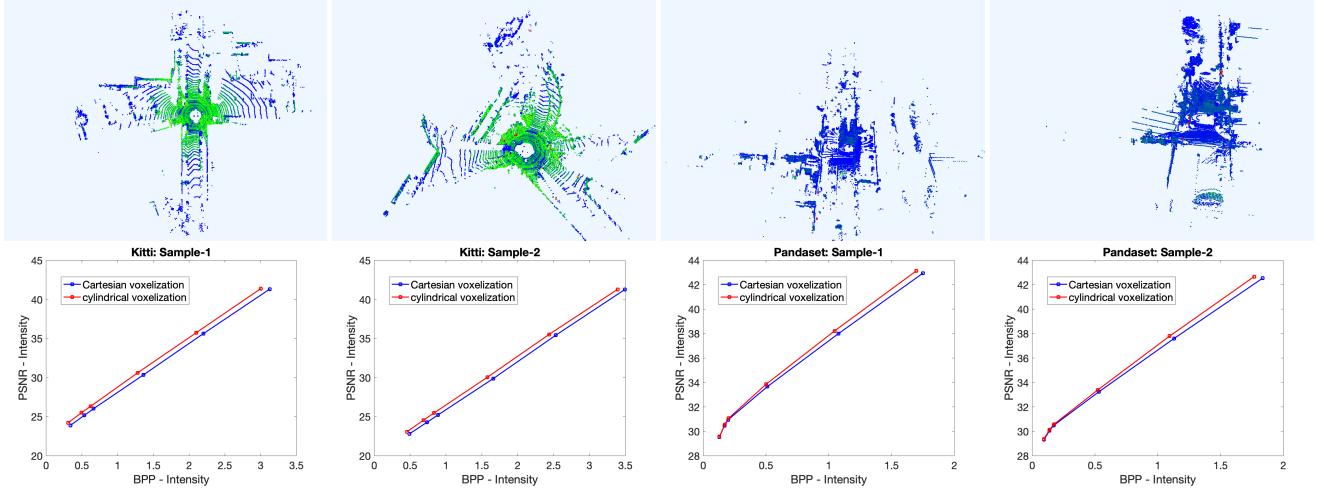 Kitti: Sample-1
45
40
35
30
25
20
PSNR - Intensity
Cartesian voxelization
cylindrical voxelization
0 0.5 1 1.5 2 2.5 3 3.5
BPP - Intensity
Kitti: Sample-2
45
40
35
30
25
20
PSNR - Intensity
Cartesian voxelization
cylindrical voxelization
0 0.5 1 1.5 2 2.5 3 3.5
BPP - Intensity
Pandaset: Sample-1
44
42
40
38
36
34
32
30
28
PSNR - Intensity
Cartesian voxelization
cylindrical voxelization
0 0.5 1 1.5 2
BPP - Intensity
Pandaset: Sample-2
44
42
40
38
36
34
32
30
28
PSNR - Intensity
Cartesian voxelization
cylindrical voxelization
0 0.5 1 1.5 2
BPP - Intensity